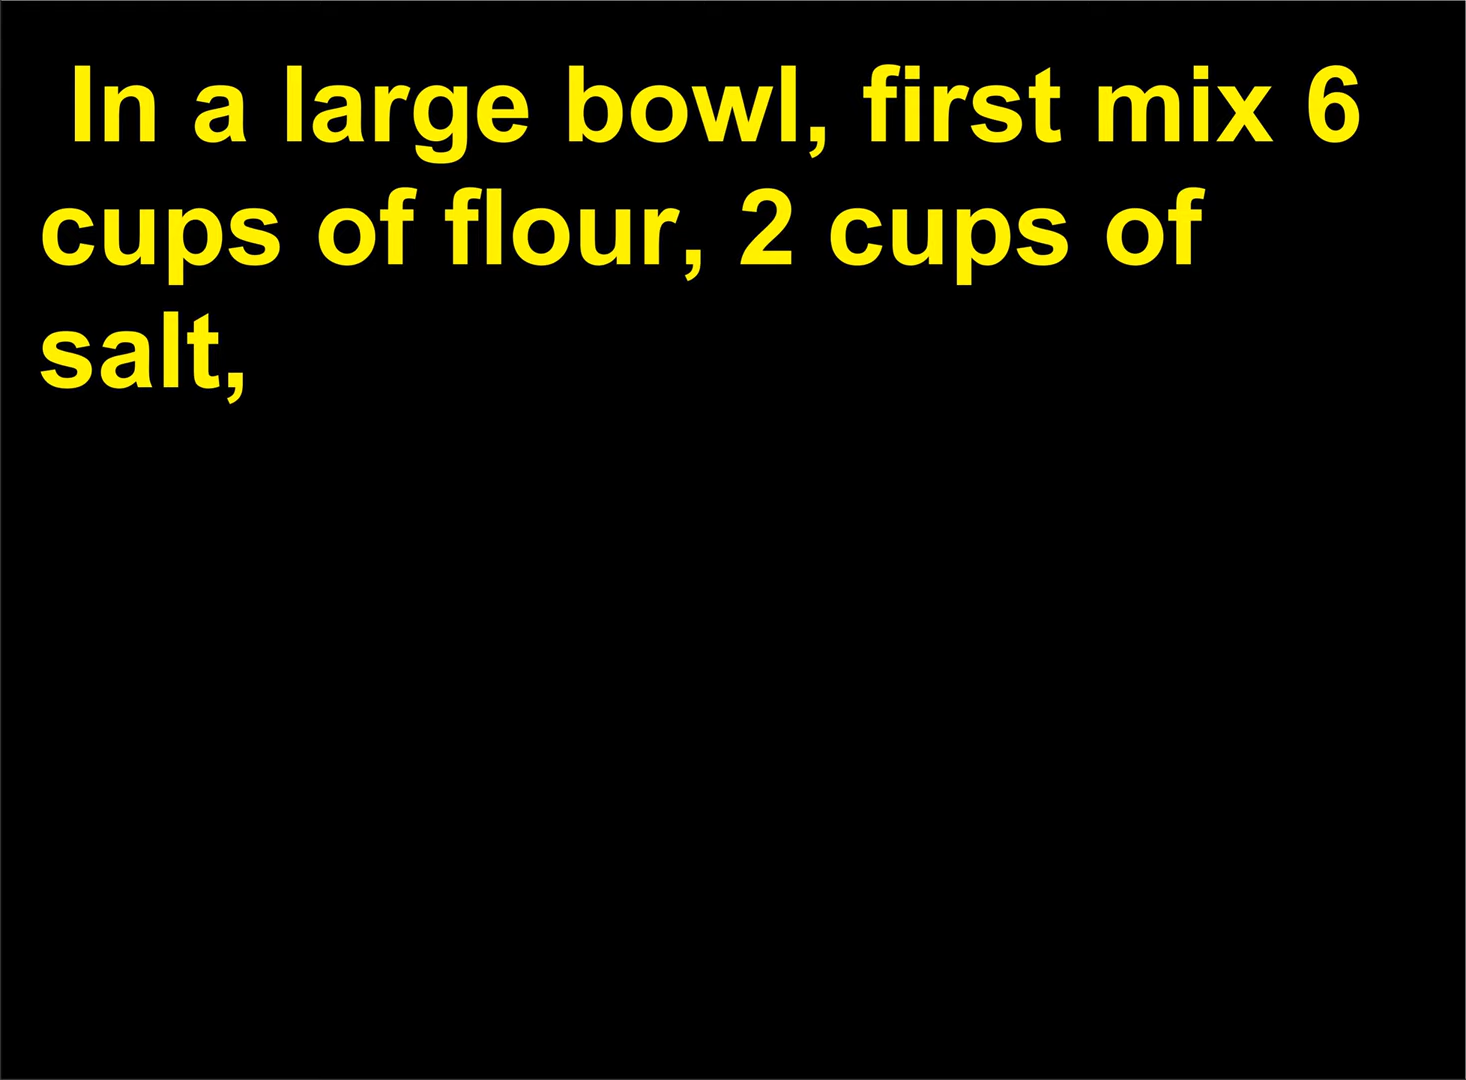 In a large bowl, first mix 6
cups of flour, 2 cups of
salt,